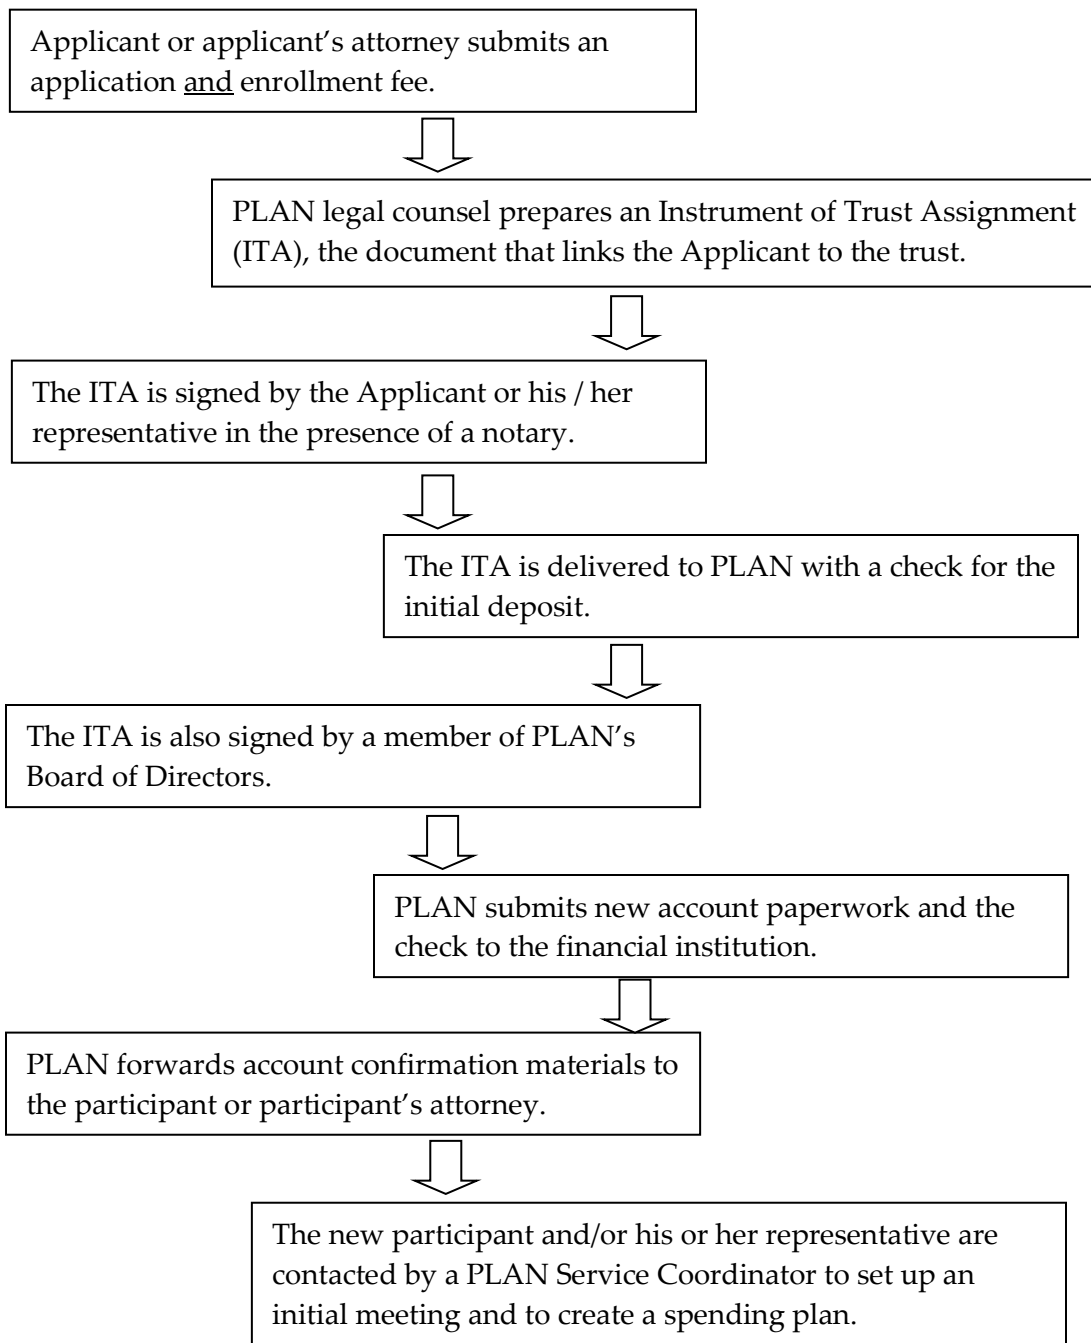 Applicant or applicant’s attorney submits an
application and enrollment fee.
PLAN legal counsel prepares an Instrument of Trust Assignment
(ITA), the document that links the Applicant to the trust.
The ITA is signed by the Applicant or his / her
representative in the presence of a notary.
The ITA is delivered to PLAN with a check for the
initial deposit.
The ITA is also signed by a member of PLAN’s
Board of Directors.
PLAN submits new account paperwork and the
check to the financial institution.
PLAN forwards account confirmation materials to
the participant or participant’s attorney.
The new participant and/or his or her representative are
contacted by a PLAN Service Coordinator to set up an
initial meeting and to create a spending plan.